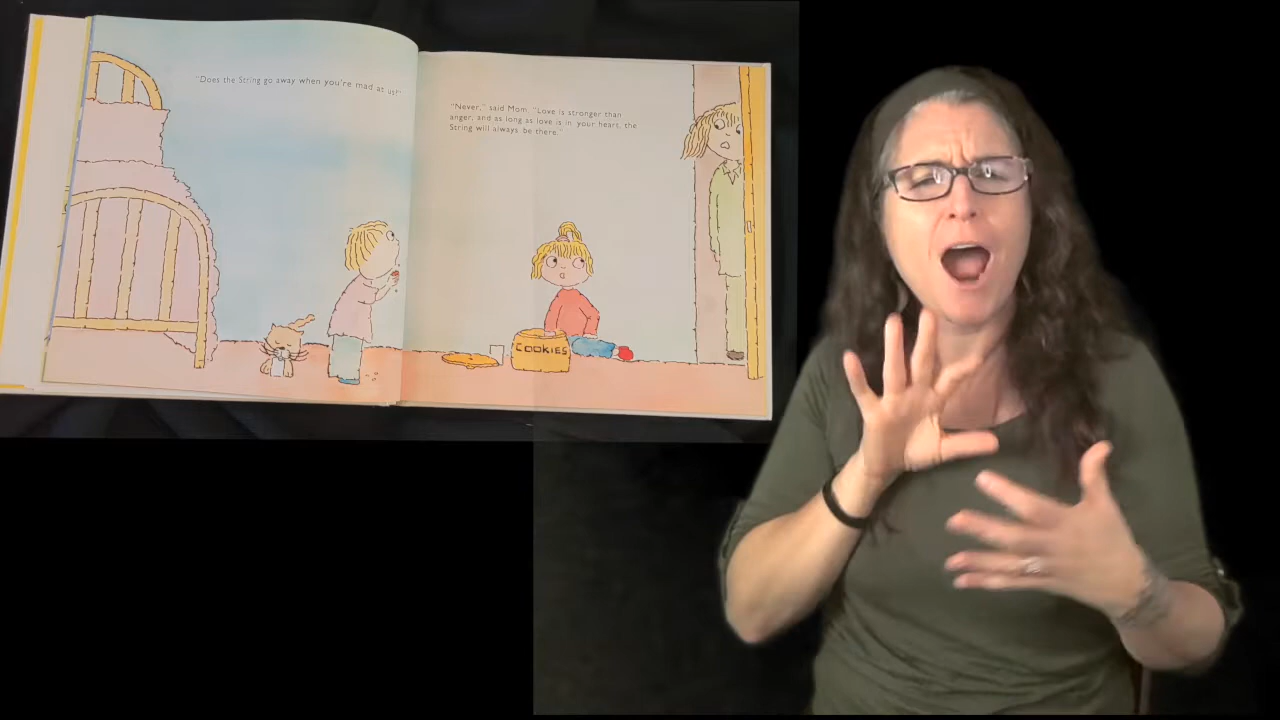 "Does the String go away when you're mad at us?"
"Never," said Mom. "Love is stronger than
anger, and as long as love is in your heart, the
String will always be there."
COOKIES